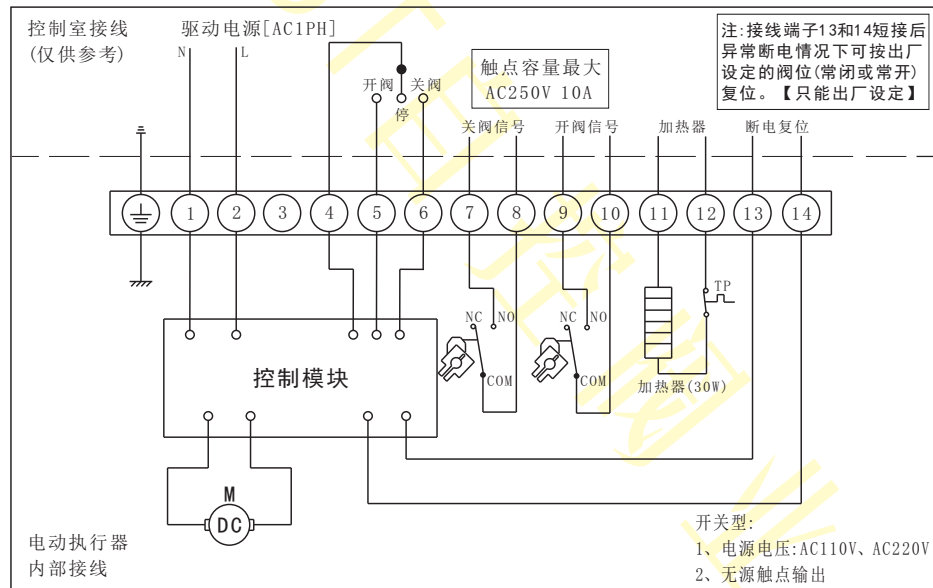 控制室接线
(仅供参考)
驱动电源[AC1PH]
N
L
开阀
关阀
停
触点容量最大
AC250V 10A
注:接线端子13和14短接后
异常断电情况下可按出厂
设定的阀位(常闭或常开)
复位。【只能出厂设定】
关阀信号
开阀信号
加热器
断电复位
1
2
3
4
5
6
7
8
9
10
11
12
13
14
NC
NO
COM
NC
NO
COM
TP
加热器(30W)
控制模块
M
DC
电动执行器
内部接线
开关型:
1、电源电压:AC110V、AC220V
2、无源触点输出